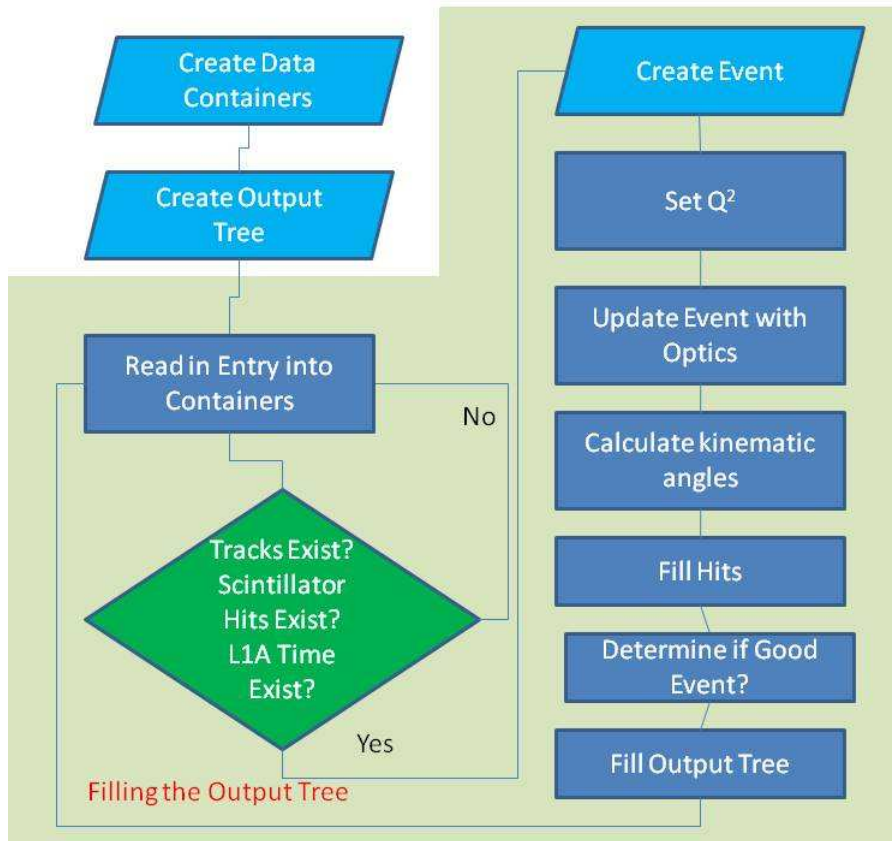 Create Data
Containers
Create Output
Tree
Read in Entry into
Containers
No
Tracks Exist?
Scintillator
Hits Exist?
L1A Time
Exist?
Yes
Filling the Output Tree
Create Event
Set Q²
Update Event with
Optics
Calculate kinematic
angles
Fill Hits
Determine if Good
Event?
Fill Output Tree